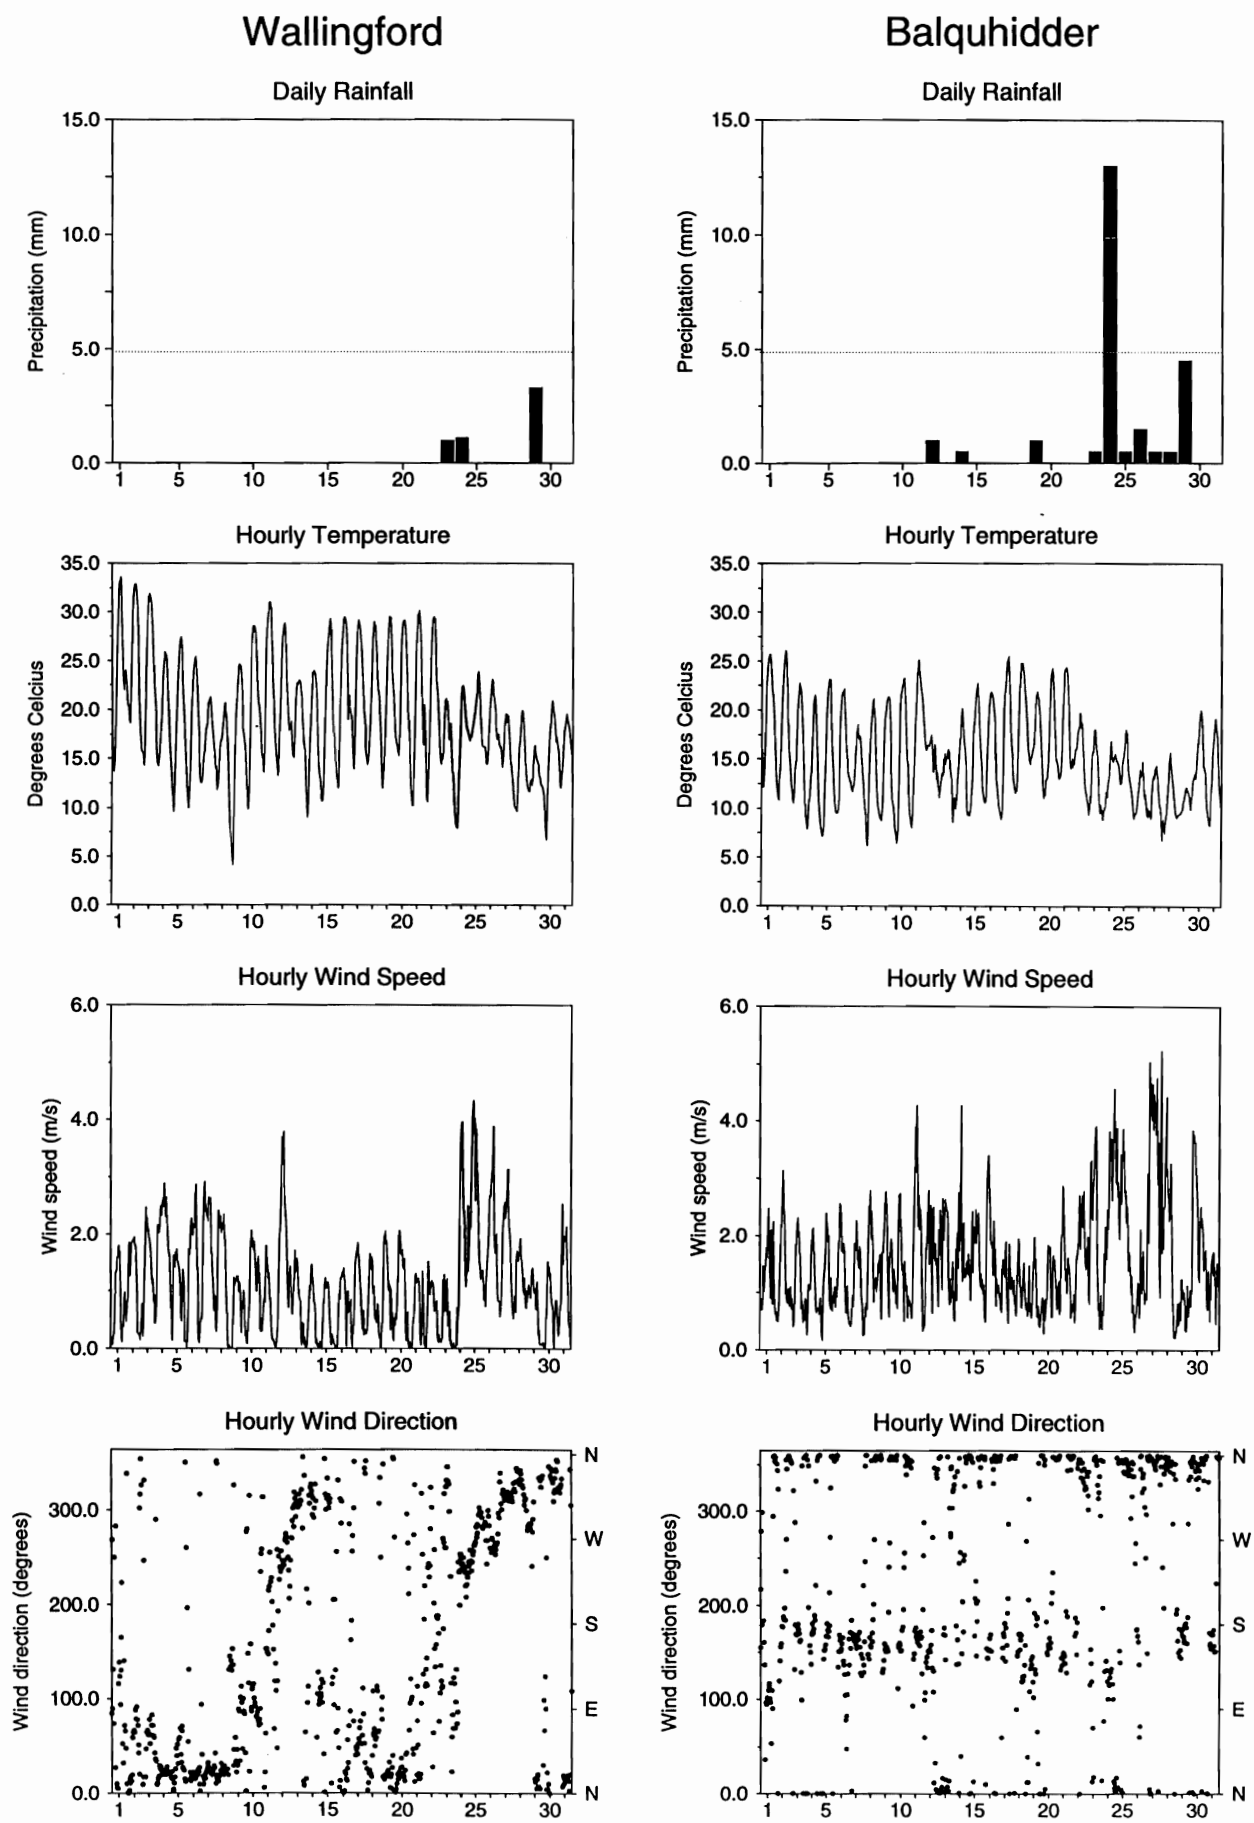 Wallingford
Daily Rainfall
Precipitation (mm)
15.0
10.0
5.0
0.0
1 5 10 15 20 25 30
Hourly Temperature
Degrees Celcius
35.0
30.0
25.0
20.0
15.0
10.0
5.0
0.0
1 5 10 15 20 25 30
Hourly Wind Speed
Wind speed (m/s)
6.0
4.0
2.0
0.0
1 5 10 15 20 25 30
Hourly Wind Direction
Wind direction (degrees)
300.0
200.0
100.0
0.0
N
W
S
E
N
1 5 10 15 20 25 30
Balquhidder
Daily Rainfall
Precipitation (mm)
15.0
10.0
5.0
0.0
1 5 10 15 20 25 30
Hourly Temperature
Degrees Celcius
35.0
30.0
25.0
20.0
15.0
10.0
5.0
0.0
1 5 10 15 20 25 30
Hourly Wind Speed
Wind speed (m/s)
6.0
4.0
2.0
0.0
1 5 10 15 20 25 30
Hourly Wind Direction
Wind direction (degrees)
300.0
200.0
100.0
0.0
N
W
S
E
N
1 5 10 15 20 25 30